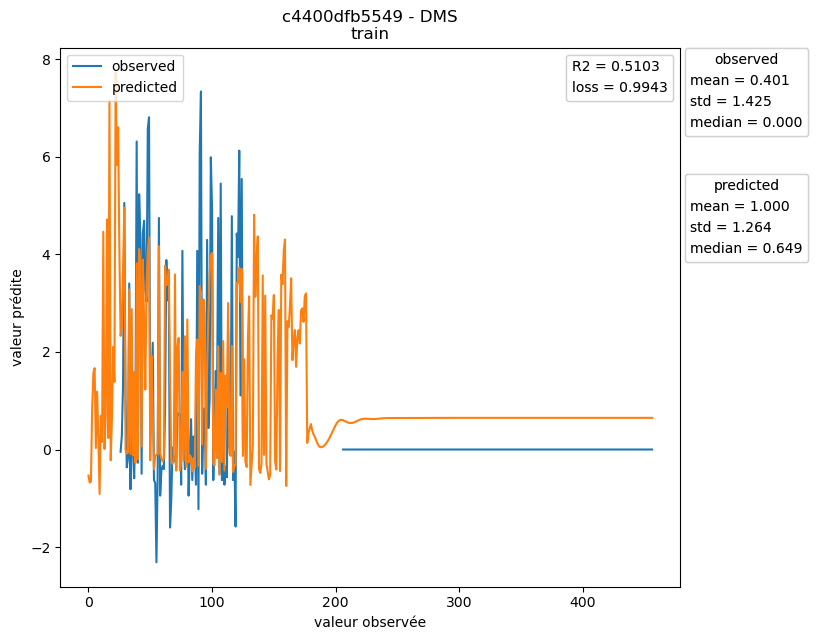 c4400dfb5549 - DMS
train
observed
predicted
R2 = 0.5103
loss = 0.9943
observed
mean = 0.401
std = 1.425
median = 0.000
predicted
mean = 1.000
std = 1.264
median = 0.649
valeur prédite
8
6
4
2
0
−2
0 100 200 300 400
valeur observée